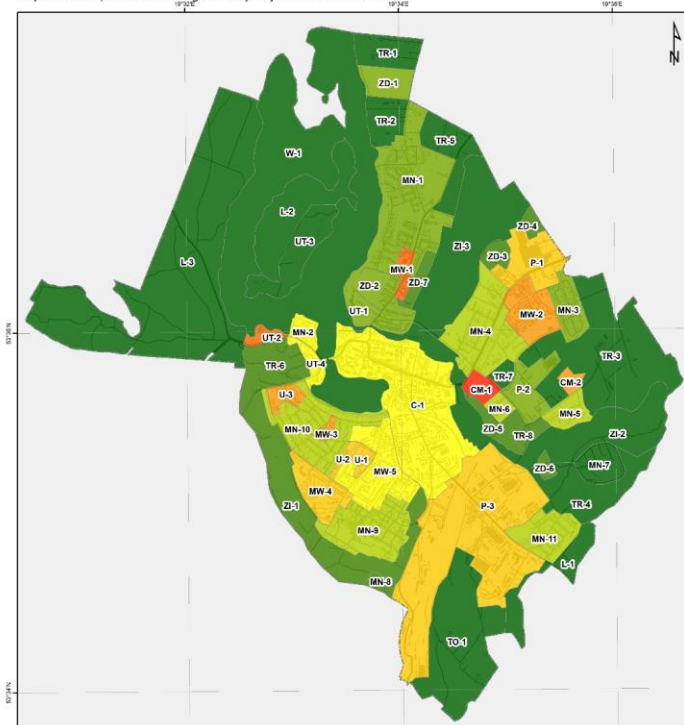 19°32'E
19°34'E
19°36'E
N
TR-1
ZD-1
TR-2
TR-5
W-1
MN-1
L-2
UT-3
ZI-3
ZD-4
ZD-3
P-1
L-3
MW-1
ZD-7
ZD-2
UT-1
MW-2
MN-3
53°36'N
UT-2
MN-2
MN-4
TR-3
TR-6
UT-4
TR-7
CM-1
P-2
CM-2
U-3
C-1
MN-6
MN-5
MN-10
MW-3
ZD-5
TR-8
ZI-2
U-2
U-1
MW-5
ZD-6
MN-7
MW-4
ZI-1
P-3
TR-4
MN-9
MN-11
L-1
MN-8
TO-1
53°34'N